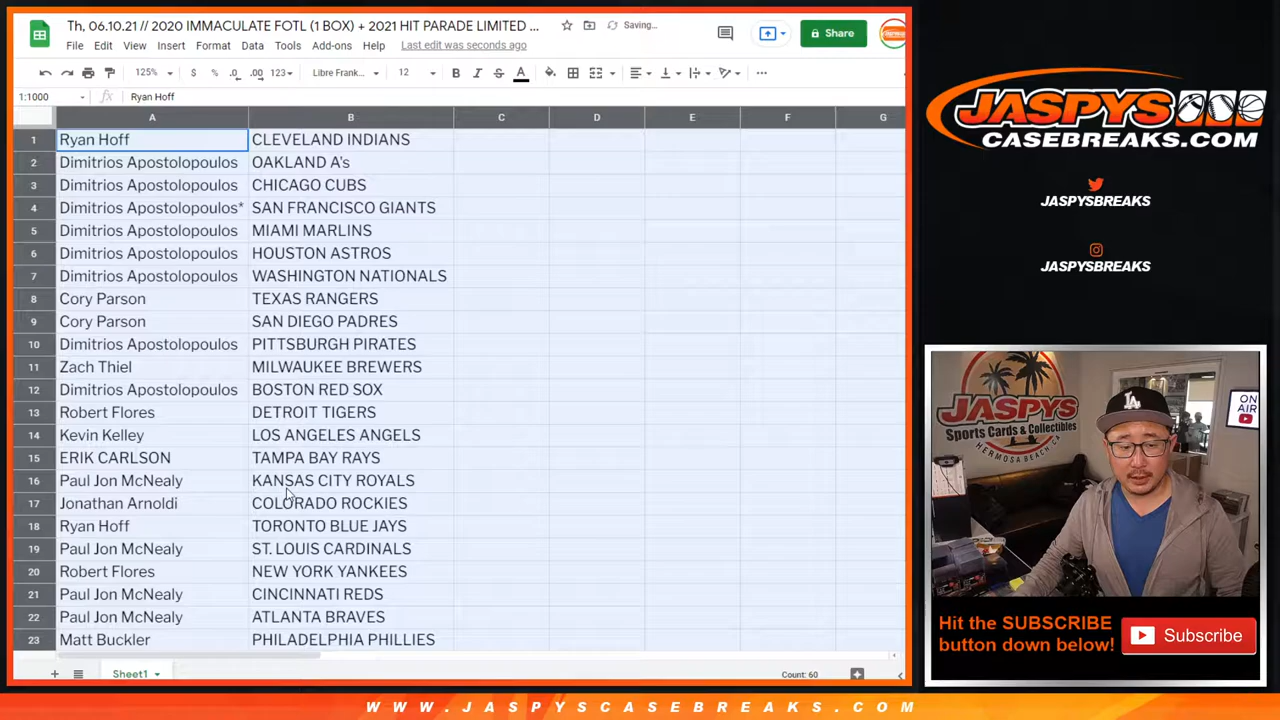 Th, 06.10.21 // 2020 IMMACULATE FOTL (1 BOX) + 2021 HIT PARADE LIMITED ...
Saving...
Share
File Edit View Insert Format Data Tools Add-ons Help Last edit was seconds ago
125% $ % .0 .00 123 Libre Frank... 12 B I S A
1:1000 fx Ryan Hoff
A B C D E F G
1 Ryan Hoff CLEVELAND INDIANS
2 Dimitrios Apostolopoulos OAKLAND A's
3 Dimitrios Apostolopoulos CHICAGO CUBS
4 Dimitrios Apostolopoulos* SAN FRANCISCO GIANTS
5 Dimitrios Apostolopoulos MIAMI MARLINS
6 Dimitrios Apostolopoulos HOUSTON ASTROS
7 Dimitrios Apostolopoulos WASHINGTON NATIONALS
8 Cory Parson TEXAS RANGERS
9 Cory Parson SAN DIEGO PADRES
10 Dimitrios Apostolopoulos PITTSBURGH PIRATES
11 Zach Thiel MILWAUKEE BREWERS
12 Dimitrios Apostolopoulos BOSTON RED SOX
13 Robert Flores DETROIT TIGERS
14 Kevin Kelley LOS ANGELES ANGELS
15 ERIK CARLSON TAMPA BAY RAYS
16 Paul Jon McNealy KANSAS CITY ROYALS
17 Jonathan Arnoldi COLORADO ROCKIES
18 Ryan Hoff TORONTO BLUE JAYS
19 Paul Jon McNealy ST. LOUIS CARDINALS
20 Robert Flores NEW YORK YANKEES
21 Paul Jon McNealy CINCINNATI REDS
22 Paul Jon McNealy ATLANTA BRAVES
23 Matt Buckler PHILADELPHIA PHILLIES
Sheet1
Count: 60
JASPYS
CASEBREAKS.COM
JASPYSBREAKS
JASPYSBREAKS
JASPYS
Sports Cards & Collectibles
HERMOSA BEACH, CA
LA
ON
AIR
Hit the SUBSCRIBE
button down below!
Subscribe
WWW.JASPYSCASEBREAKS.COM